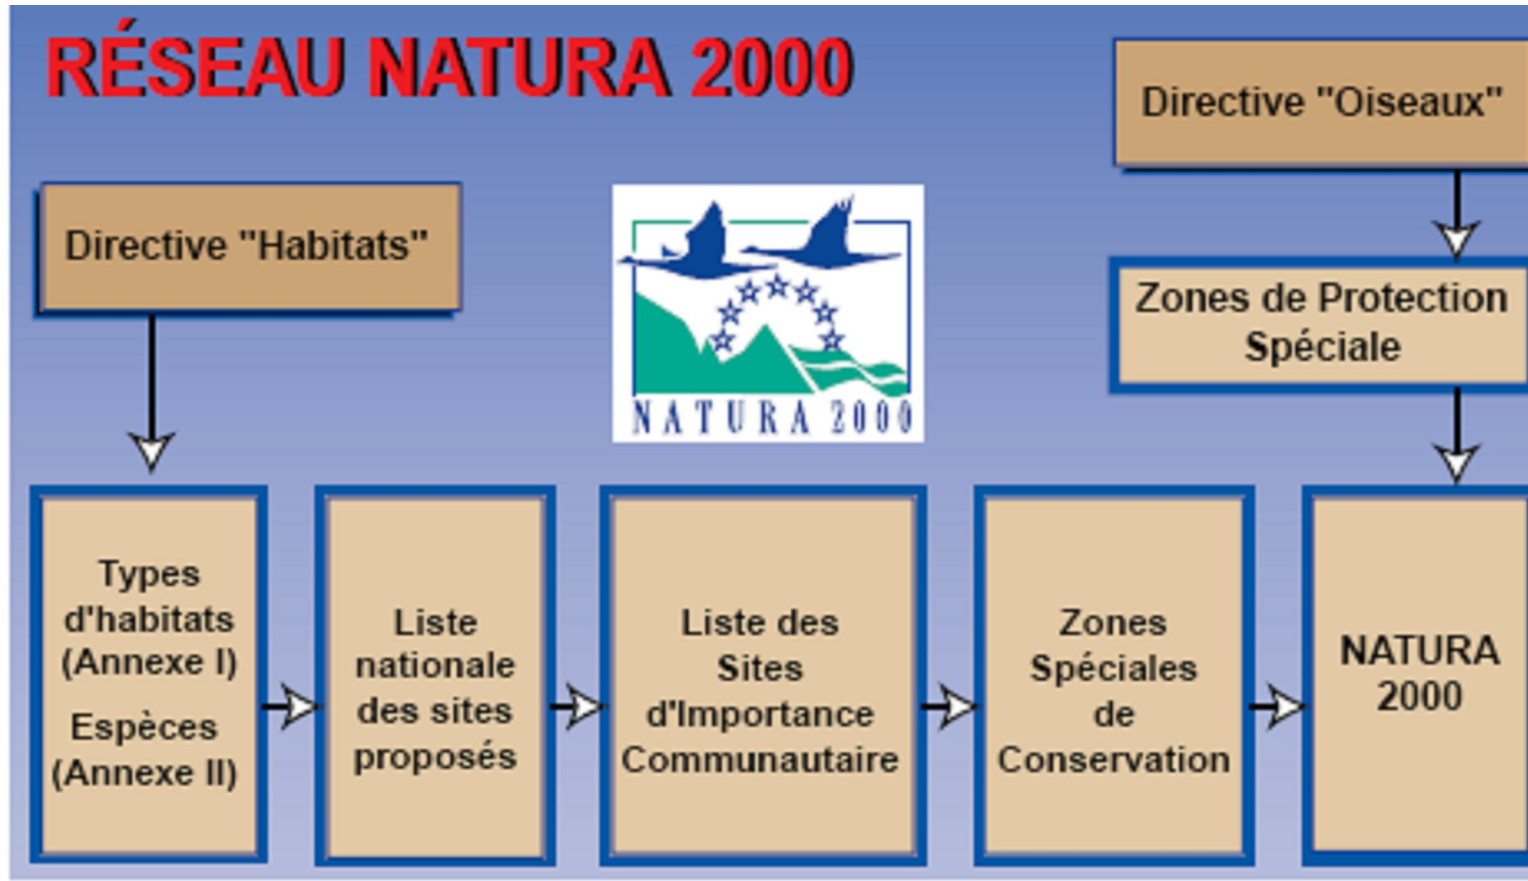 RÉSEAU NATURA 2000
Directive "Oiseaux"
Directive "Habitats"
Zones de Protection
Spéciale
NATURA 2000
Types
d'habitats
(Annexe I)
Espèces
(Annexe II)
Liste
nationale
des sites
proposés
Liste des
Sites
d'Importance
Communautaire
Zones
Spéciales
de
Conservation
NATURA
2000